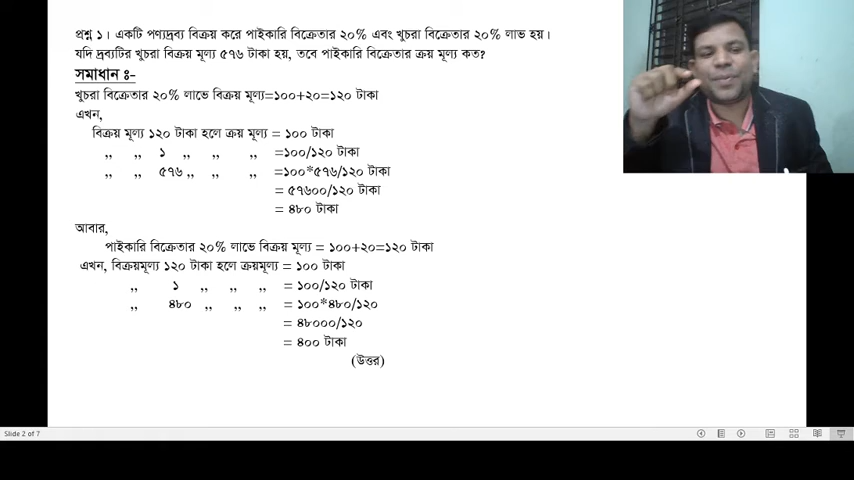 প্রশ্ন ১। একটি পণ্যদ্রব্য বিক্রয় করে পাইকারি বিক্রেতার ২০% এবং খুচরা বিক্রেতার ২০% লাভ হয়।
যদি দ্রব্যটির খুচরা বিক্রয় মূল্য ৫৭৬ টাকা হয়, তবে পাইকারি বিক্রেতার ক্রয় মূল্য কত?
সমাধান ঃ-
খুচরা বিক্রেতার ২০% লাভে বিক্রয় মূল্য=১০০+২০=১২০ টাকা
এখন,
বিক্রয় মূল্য ১২০ টাকা হলে ক্রয় মূল্য = ১০০ টাকা
,, ,, ১ ,, ,, ,, =১০০/১২০ টাকা
,, ,, ৫৭৬ ,, ,, ,, =১০০*৫৭৬/১২০ টাকা
= ৫৭৬০০/১২০ টাকা
= ৪৮০ টাকা
আবার,
পাইকারি বিক্রেতার ২০% লাভে বিক্রয় মূল্য = ১০০+২০=১২০ টাকা
এখন, বিক্রয়মূল্য ১২০ টাকা হলে ক্রয়মূল্য = ১০০ টাকা
,, ১ ,, ,, ,, = ১০০/১২০ টাকা
,, ৪৮০ ,, ,, ,, = ১০০*৪৮০/১২০
= ৪৮০০০/১২০
= ৪০০ টাকা
(উত্তর)
Slide 2 of 7